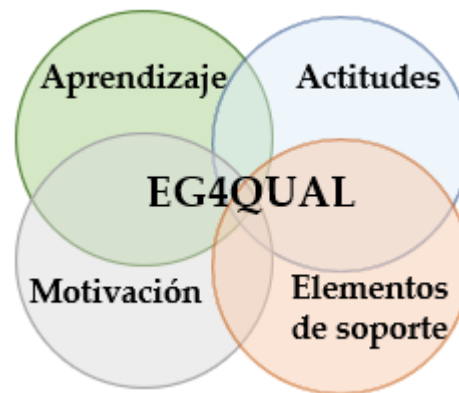 Aprendizaje
Actitudes
EG4QUAL
Motivación
Elementos
de soporte